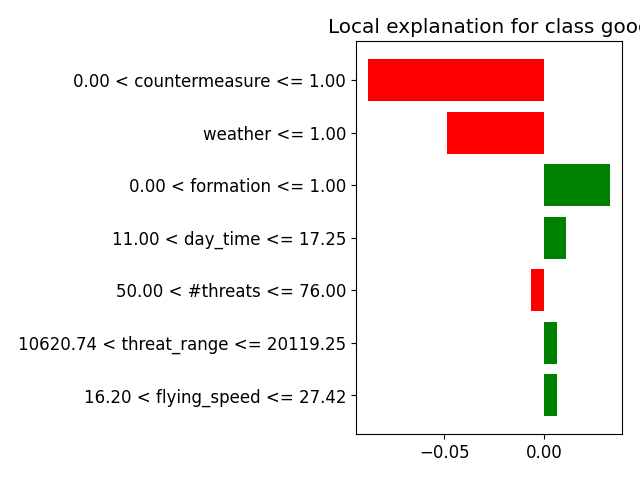 Local explanation for class good
0.00 < countermeasure <= 1.00
weather <= 1.00
0.00 < formation <= 1.00
11.00 < day_time <= 17.25
50.00 < #threats <= 76.00
10620.74 < threat_range <= 20119.25
16.20 < flying_speed <= 27.42
−0.05 0.00